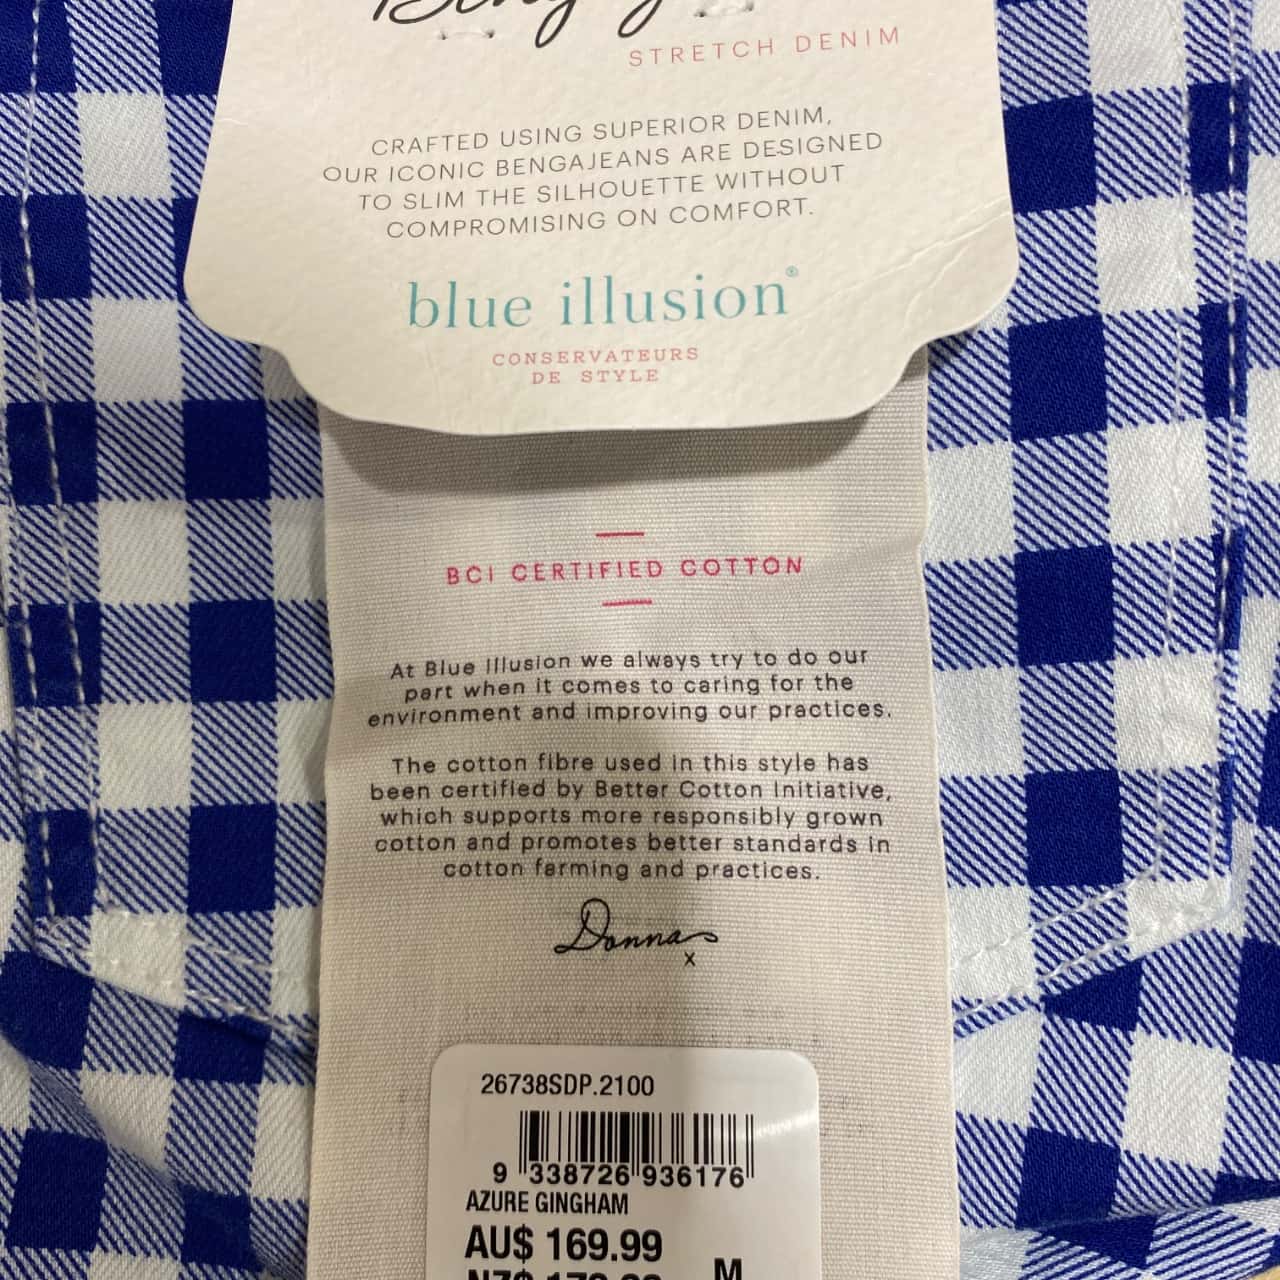 STRETCH DENIM
CRAFTED USING SUPERIOR DENIM,
OUR ICONIC BENGAJEANS ARE DESIGNED
TO SLIM THE SILHOUETTE WITHOUT
COMPROMISING ON COMFORT.
blue illusion®
CONSERVATEURS
DE STYLE
BCI CERTIFIED COTTON
At Blue Illusion we always try to do our
part when it comes to caring for the
environment and improving our practices.
The cotton fibre used in this style has
been certified by Better Cotton Initiative,
which supports more responsibly grown
cotton and promotes better standards in
cotton farming and practices.
Donna
x
26738SDP.2100
9 338726 936176
AZURE GINGHAM
AU$ 169.99
M